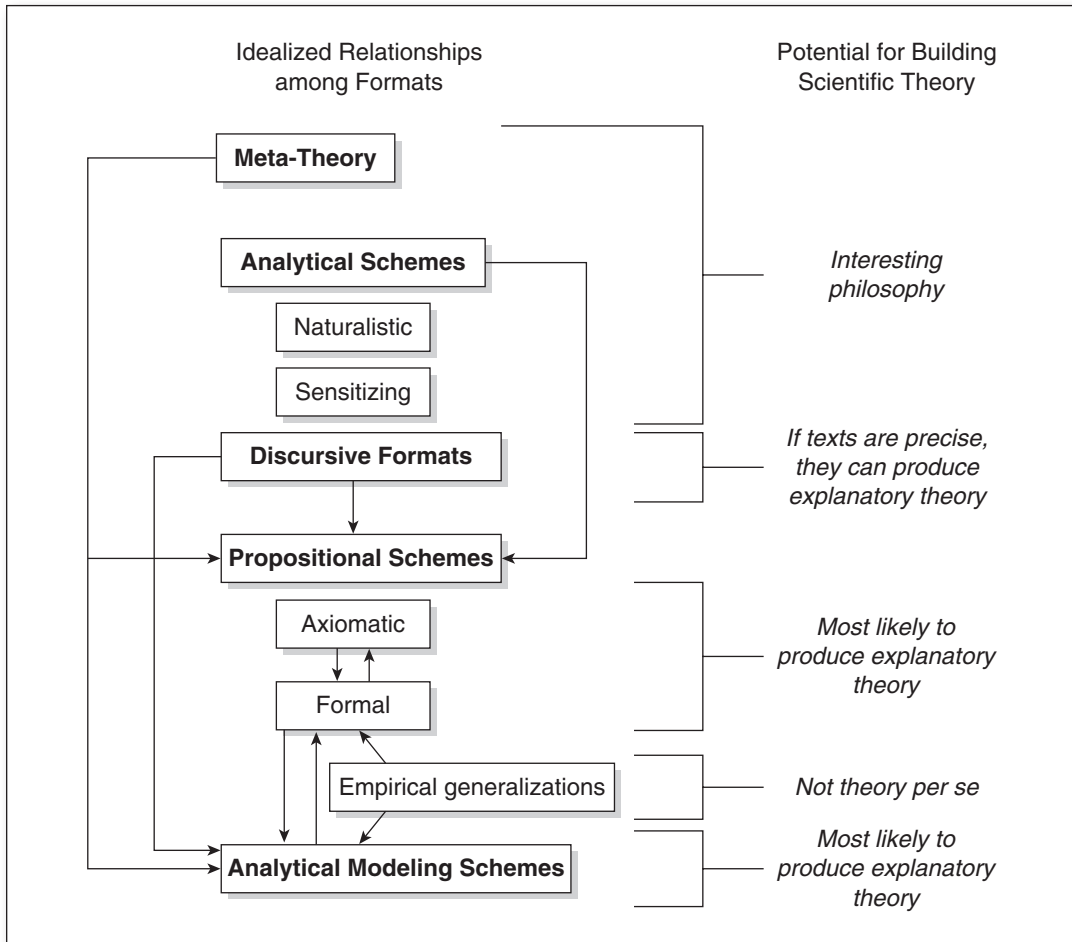 Idealized Relationships
among Formats
Potential for Building
Scientific Theory
Meta-Theory
Analytical Schemes
Interesting
philosophy
Naturalistic
Sensitizing
Discursive Formats
If texts are precise,
they can produce
explanatory theory
Propositional Schemes
Axiomatic
Most likely to
produce explanatory
theory
Formal
Empirical generalizations
Not theory per se
Analytical Modeling Schemes
Most likely to
produce explanatory
theory